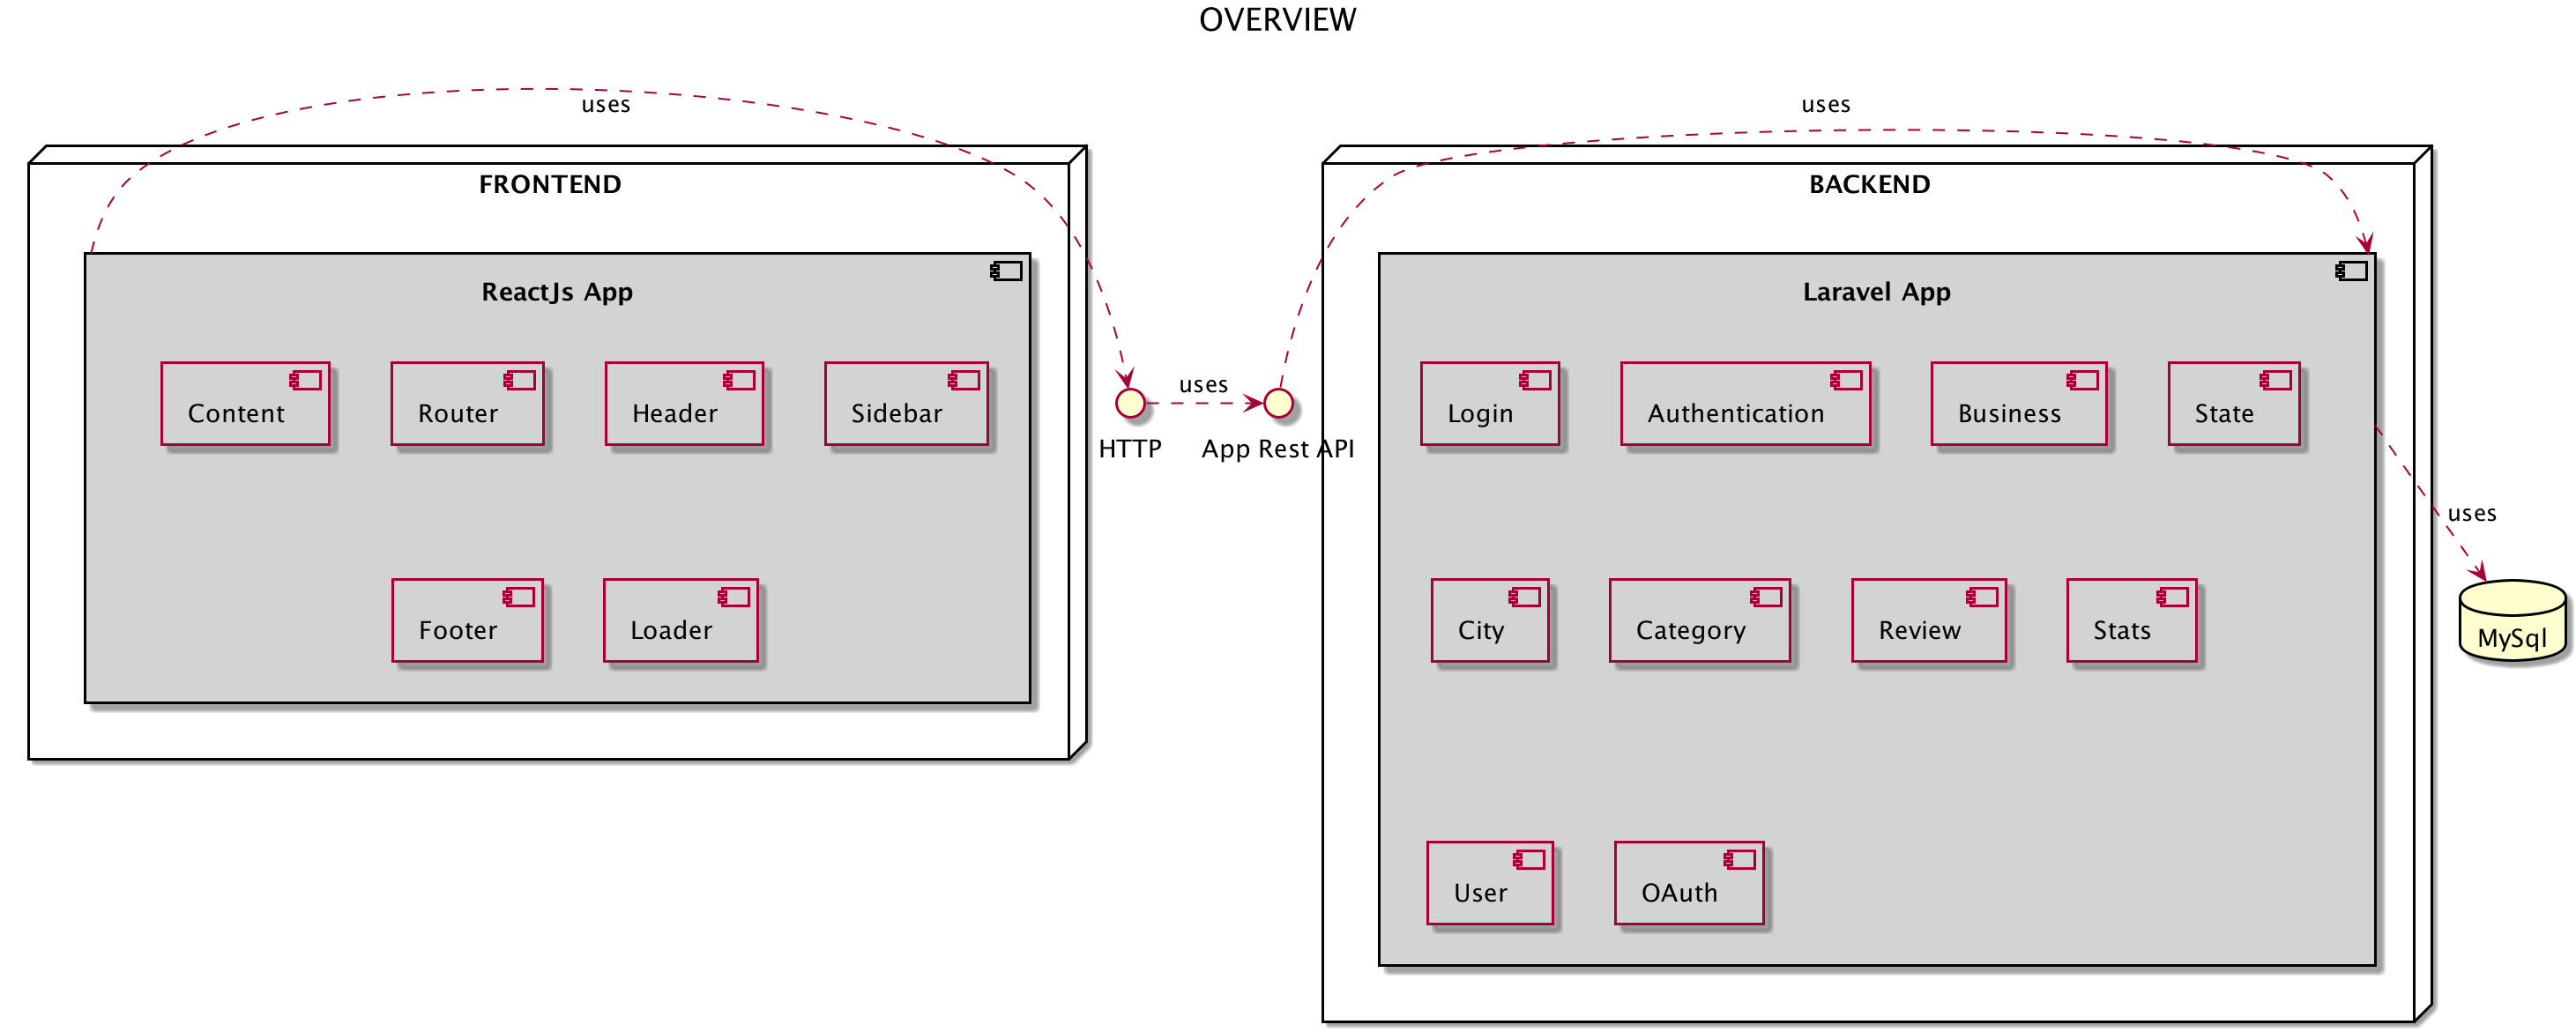 OVERVIEW
uses
uses
FRONTEND
BACKEND
ReactJs App
Laravel App
Content
Router
Header
Sidebar
uses
HTTP
App Rest API
Login
Authentication
Business
State
uses
Footer
Loader
City
Category
Review
Stats
MySql
User
OAuth